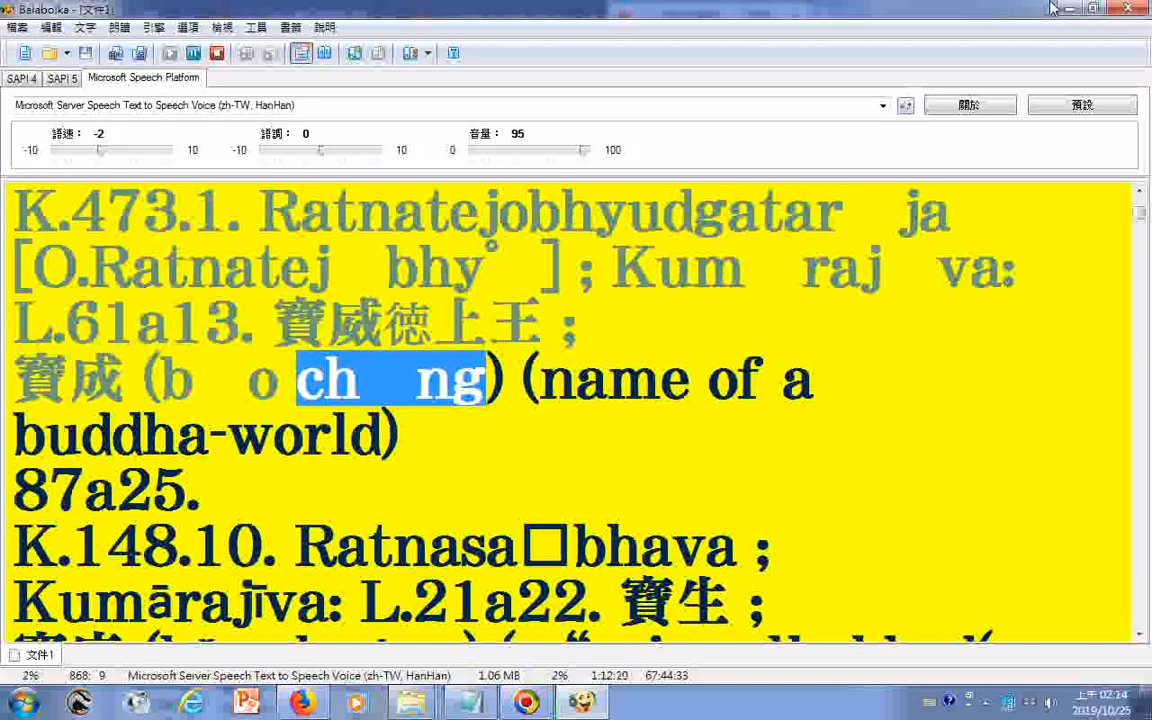 Balabolka - [文件1]
檔案 編輯 文字 朗讀 引擎 選項 檢視 工具 書籤 說明
SAPI 4 SAPI 5 Microsoft Speech Platform
Microsoft Server Speech Text to Speech Voice (zh-TW, HanHan) 關於 預設
語速： -2 語調： 0 音量： 95
-10 10 -10 10 0 100
K.473.1. Ratnatejobhyudgatar ja
[O.Ratnatej bhy˚ ] ; Kum raj va:
L.61a13. 寶威徳上王 ;
寶成 (b o ch ng) (name of a
buddha-world)
87a25.
K.148.10. Ratnasa□bhava ;
Kumārajīva: L.21a22. 寶生 ;
文件1
2% 868: 9 Microsoft Server Speech Text to Speech Voice (zh-TW, HanHan) 1.06 MB 2% 1:12:20 67:44:33
上午 02:24
2019/10/25